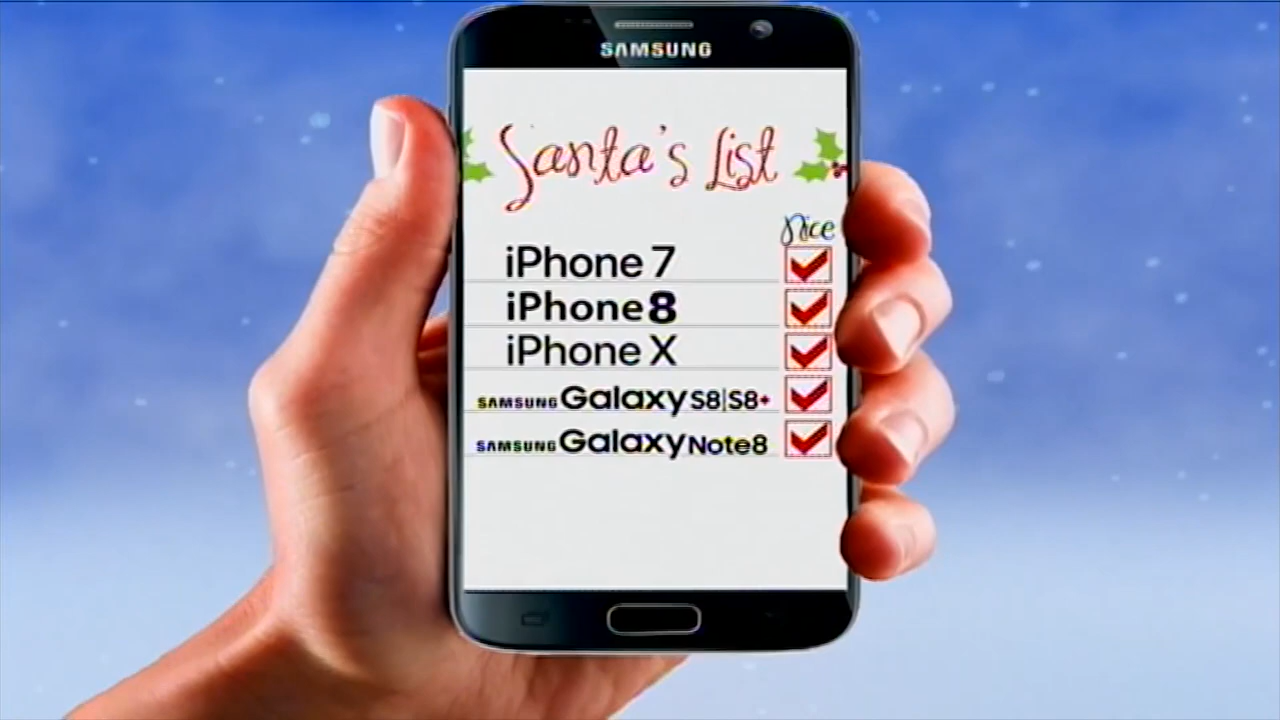 SAMSUNG
Santa's List
Nice
iPhone 7
iPhone 8
iPhone X
SAMSUNG Galaxy S8|S8+
SAMSUNG Galaxy Note8